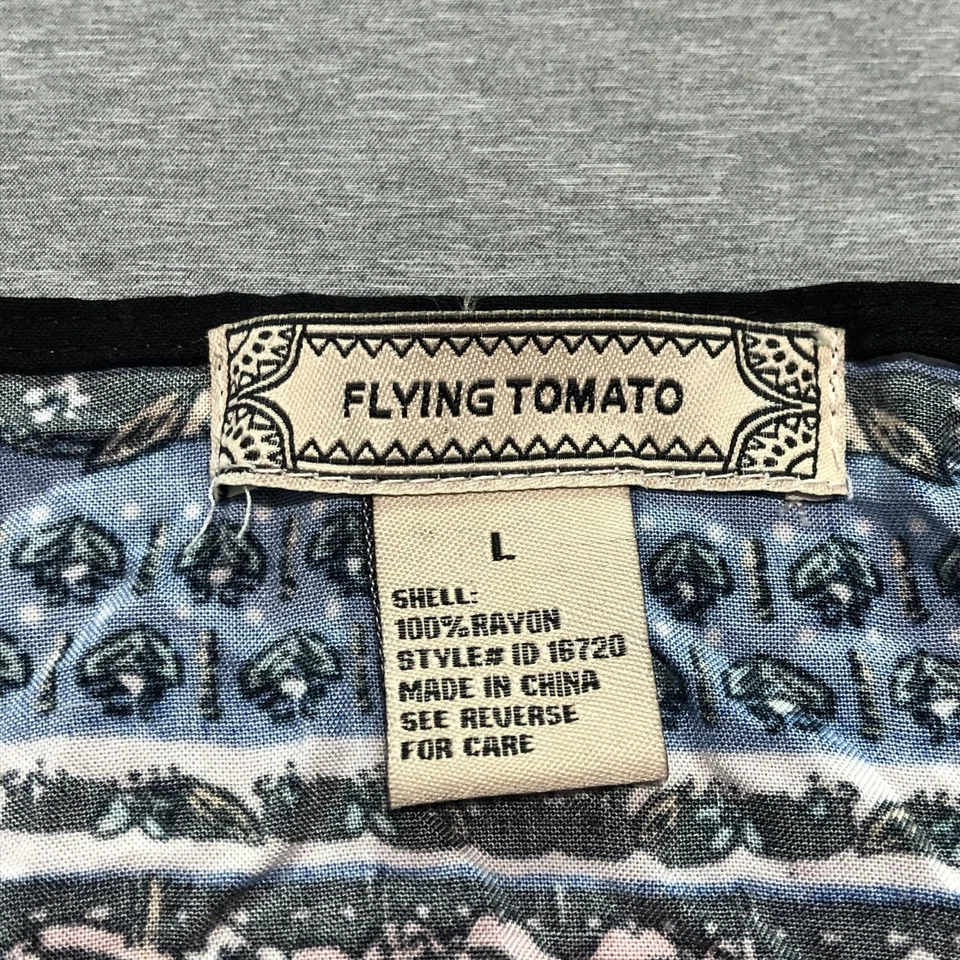 FLYING TOMATO
L
SHELL:
100% RAYON
STYLE# ID 16720
MADE IN CHINA
SEE REVERSE
FOR CARE